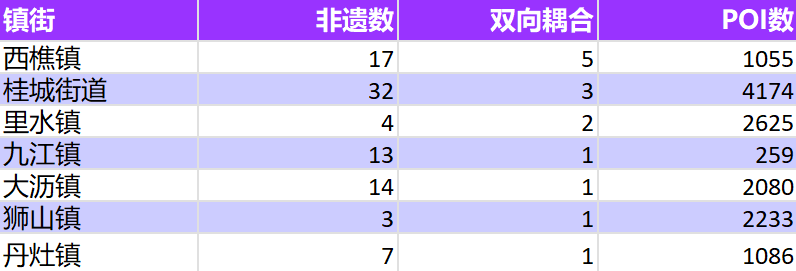 镇街 非遗数 双向耦合 POI数
西樵镇 17 5 1055
桂城街道 32 3 4174
里水镇 4 2 2625
九江镇 13 1 259
大沥镇 14 1 2080
狮山镇 3 1 2233
丹灶镇 7 1 1086